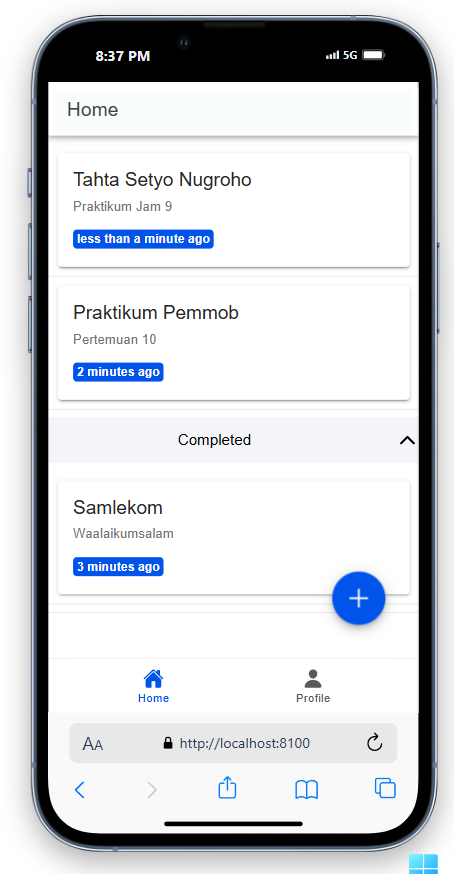 8:37 PM
5G
Home
Tahta Setyo Nugroho
Praktikum Jam 9
less than a minute ago
Praktikum Pemmob
Pertemuan 10
2 minutes ago
Completed
Samlekom
Waalaikumsalam
3 minutes ago
Home
Profile
AA
http://localhost:8100